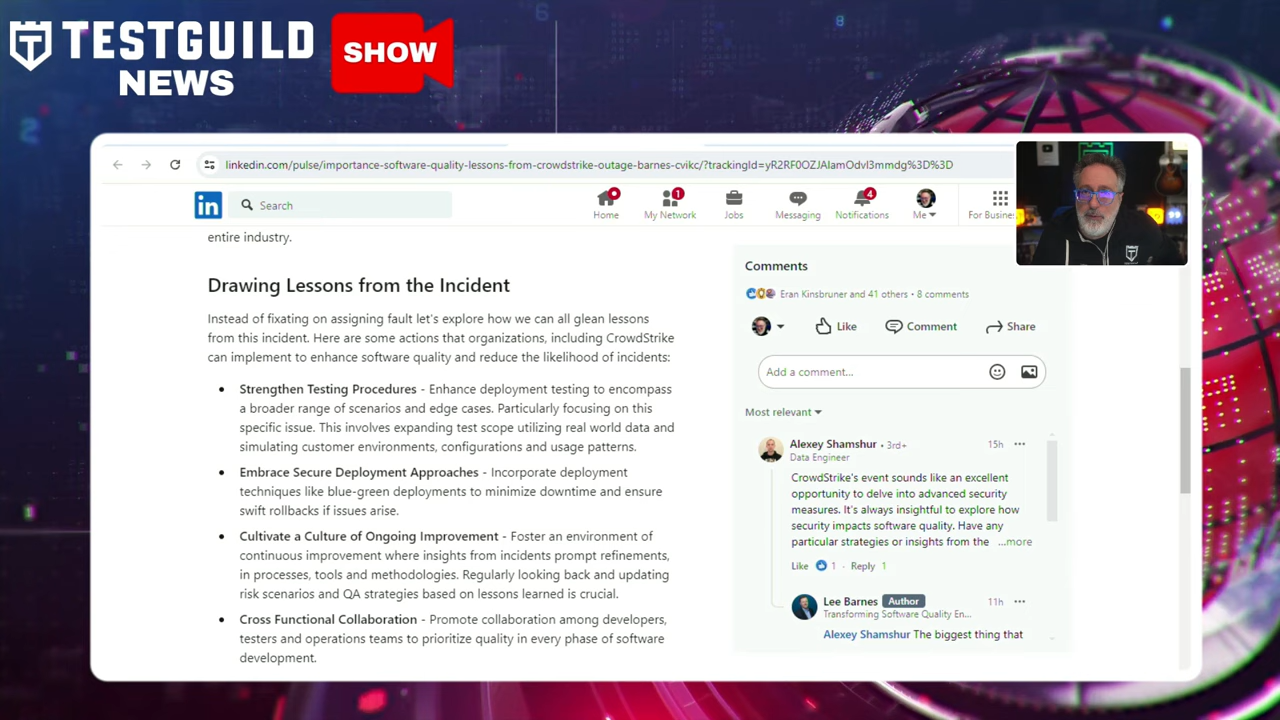 TESTGUILD
NEWS
SHOW
linkedin.com/pulse/importance-software-quality-lessons-from-crowdstrike-outage-barnes-cvikc/?trackingId=yR2RF0OZJAlamOdvI3mmdg%3D%3D
in
Search
Home
1
My Network
Jobs
Messaging
4
Notifications
Me
For Busine
entire industry.
Drawing Lessons from the Incident
Instead of fixating on assigning fault let's explore how we can all glean lessons
from this incident. Here are some actions that organizations, including CrowdStrike
can implement to enhance software quality and reduce the likelihood of incidents:
• Strengthen Testing Procedures - Enhance deployment testing to encompass
a broader range of scenarios and edge cases. Particularly focusing on this
specific issue. This involves expanding test scope utilizing real world data and
simulating customer environments, configurations and usage patterns.
• Embrace Secure Deployment Approaches - Incorporate deployment
techniques like blue-green deployments to minimize downtime and ensure
swift rollbacks if issues arise.
• Cultivate a Culture of Ongoing Improvement - Foster an environment of
continuous improvement where insights from incidents prompt refinements,
in processes, tools and methodologies. Regularly looking back and updating
risk scenarios and QA strategies based on lessons learned is crucial.
• Cross Functional Collaboration - Promote collaboration among developers,
testers and operations teams to prioritize quality in every phase of software
development.
Comments
Eran Kinsbruner and 41 others • 8 comments
Like
Comment
Share
Add a comment...
Most relevant
Alexey Shamshur • 3rd+
15h
Data Engineer
CrowdStrike's event sounds like an excellent
opportunity to delve into advanced security
measures. It's always insightful to explore how
security impacts software quality. Have any
particular strategies or insights from the ...more
Like 1 · Reply 1
Lee Barnes Author
11h
Transforming Software Quality En...
Alexey Shamshur The biggest thing that